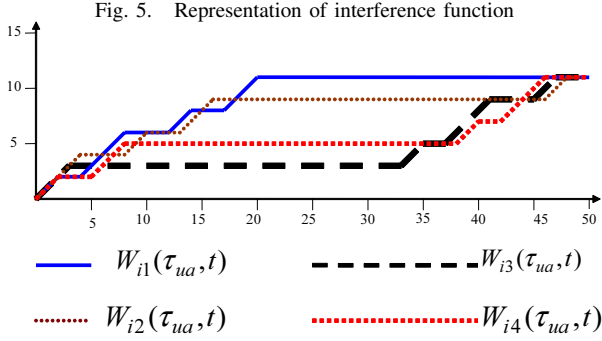 Fig. 5. Representation of interference function
15
10
5
5 10 15 20 25 30 35 40 45 50
W_{i1}(τ_{ua},t) W_{i3}(τ_{ua},t)
W_{i2}(τ_{ua},t) W_{i4}(τ_{ua},t)